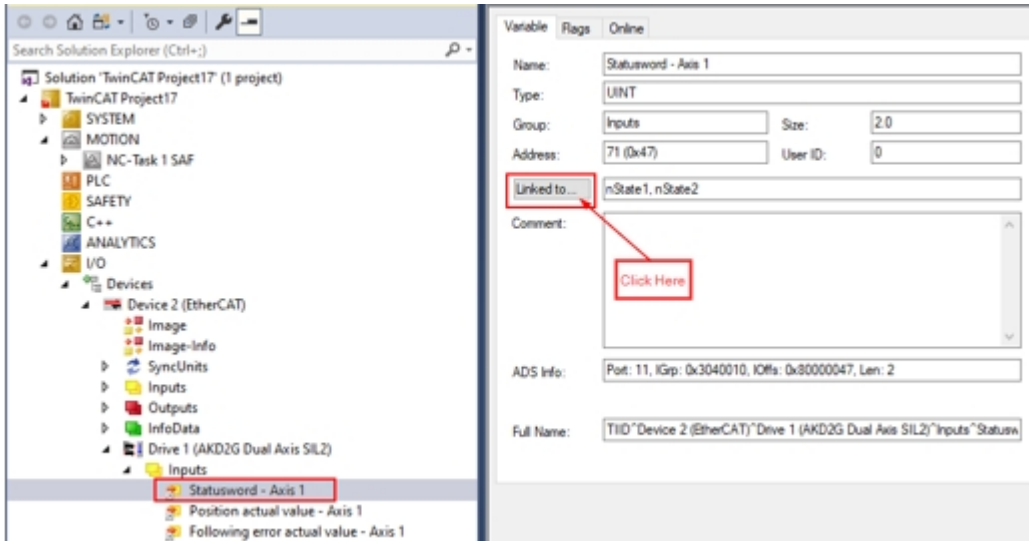 Search Solution Explorer (Ctrl+;)
Solution 'TwinCAT Project17' (1 project)
TwinCAT Project17
SYSTEM
MOTION
NC-Task 1 SAF
PLC
SAFETY
C++
ANALYTICS
I/O
Devices
Device 2 (EtherCAT)
Image
Image-Info
SyncUnits
Inputs
Outputs
InfoData
Drive 1 (AKD2G Dual Axis SIL2)
Inputs
Statusword - Axis 1
Position actual value - Axis 1
Following error actual value - Axis 1
Variable Flags Online
Name: Statusword - Axis 1
Type: UINT
Group: Inputs Size: 2.0
Address: 71 (0x47) User ID: 0
Linked to... nState1, nState2
Comment:
Click Here
ADS Info: Port: 11, IGrp: 0x3040010, IOffs: 0x80000047, Len: 2
Full Name: TIID^Device 2 (EtherCAT)^Drive 1 (AKD2G Dual Axis SIL2)^Inputs^Statusw